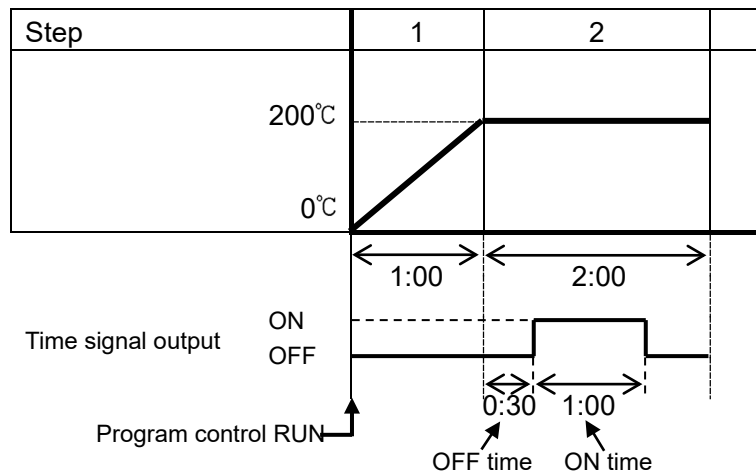 Step 1 2
200℃
0℃
1:00 2:00
Time signal output
ON
OFF
0:30 1:00
Program control RUN
OFF time ON time